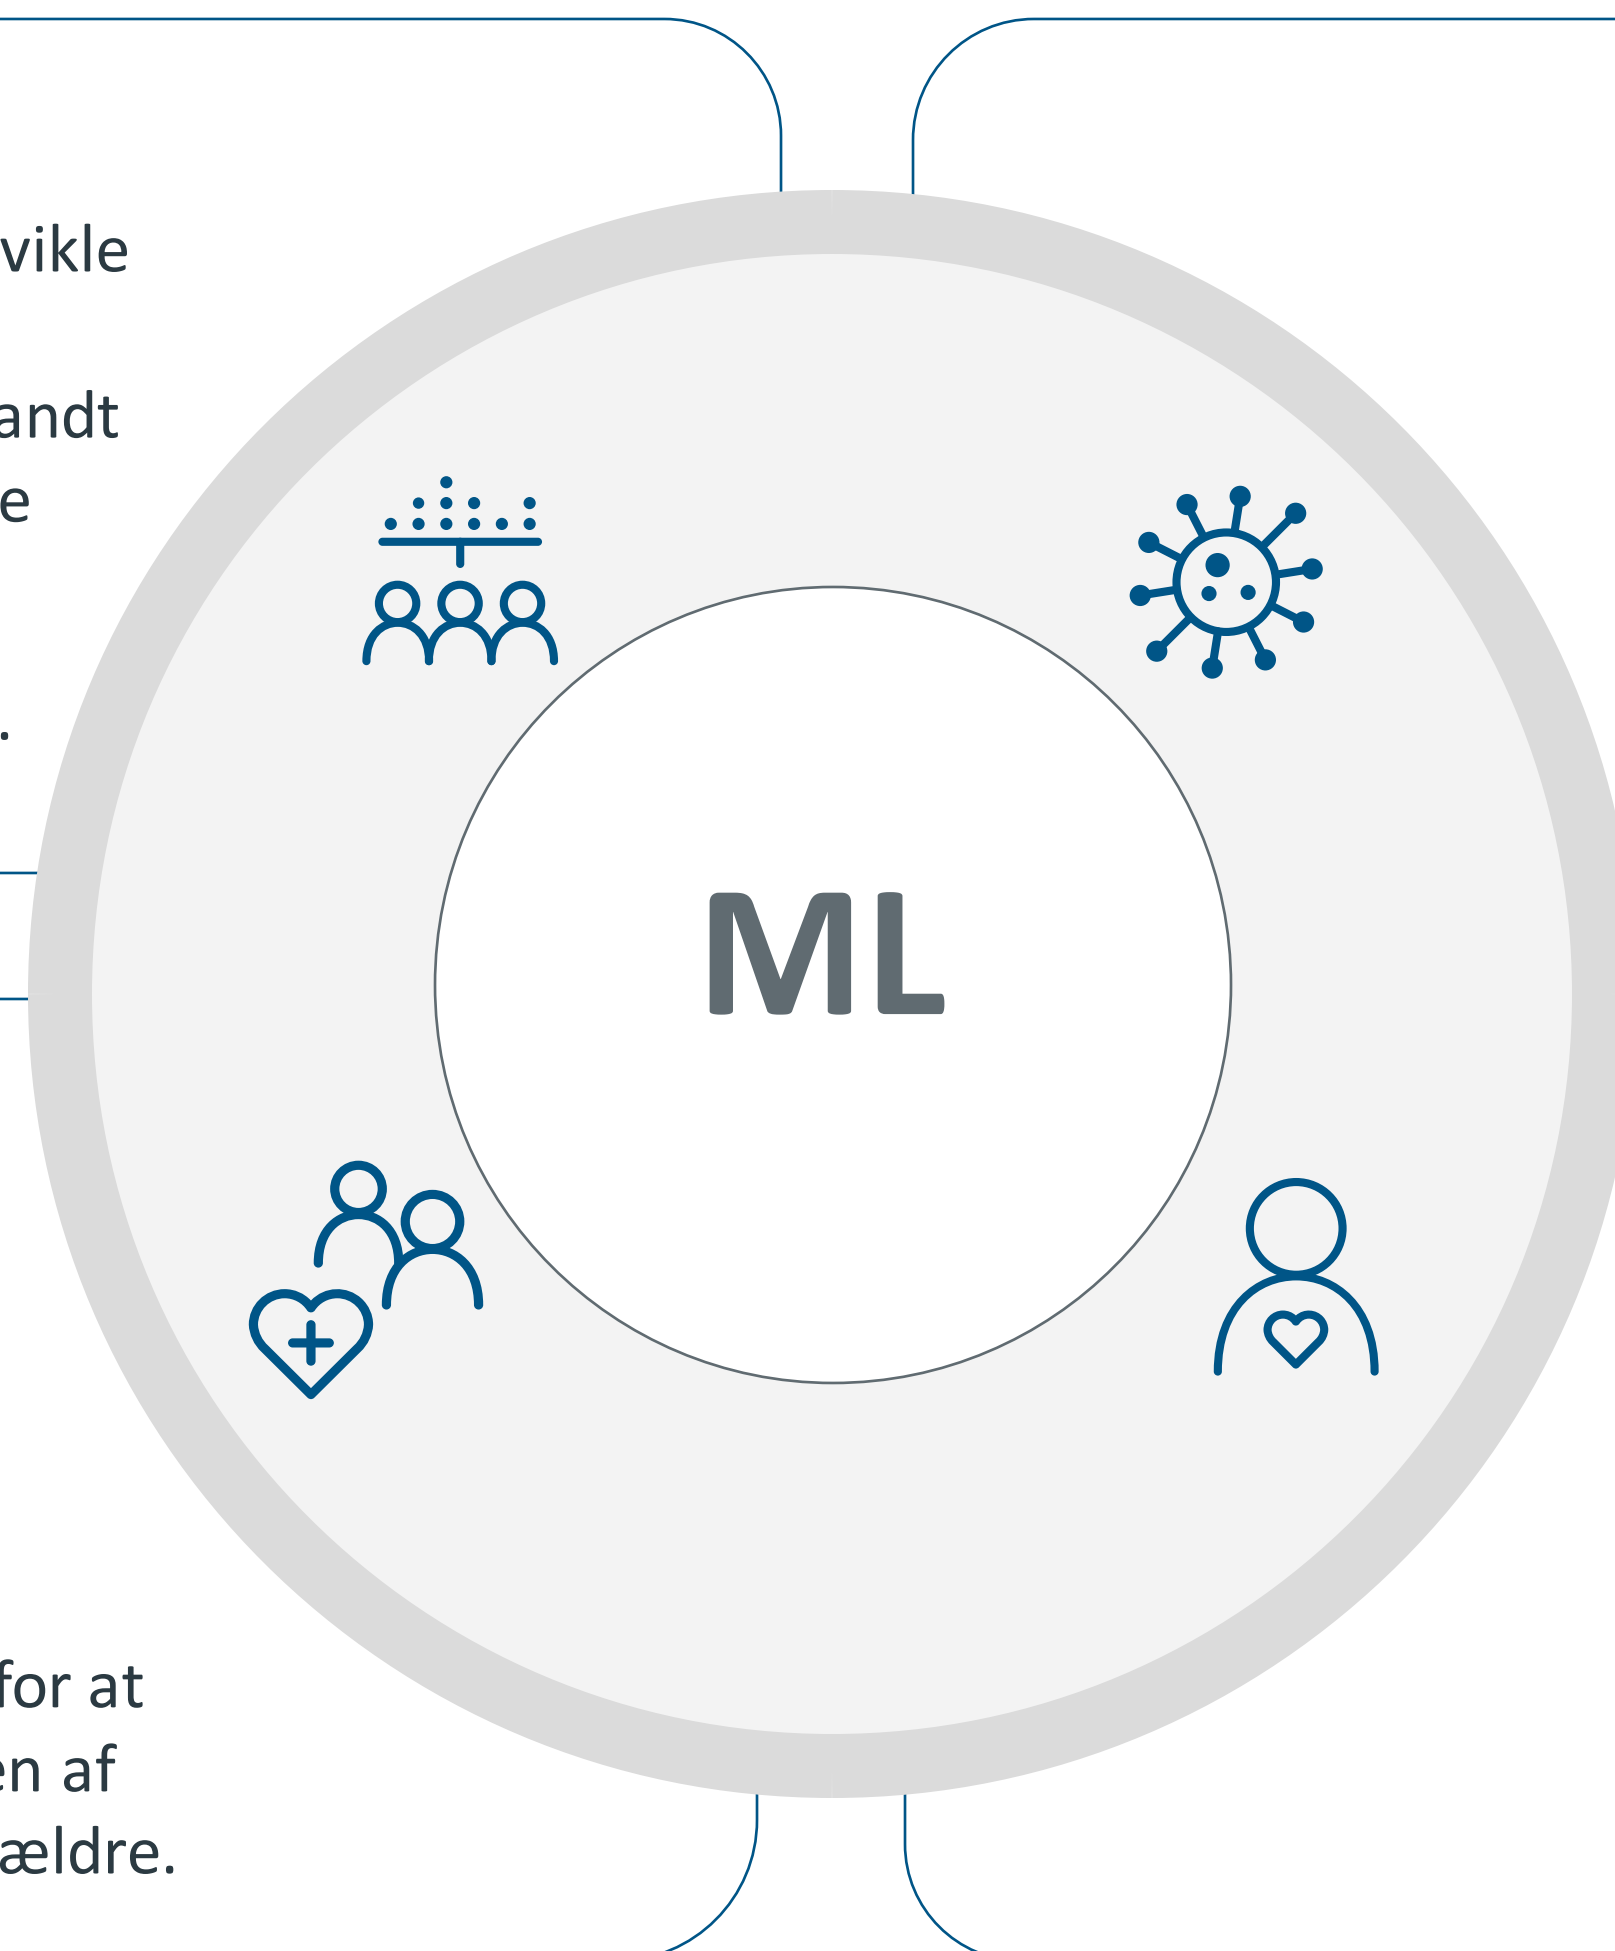 vikle
andt
e
.
ML
for at
en af
ældre.